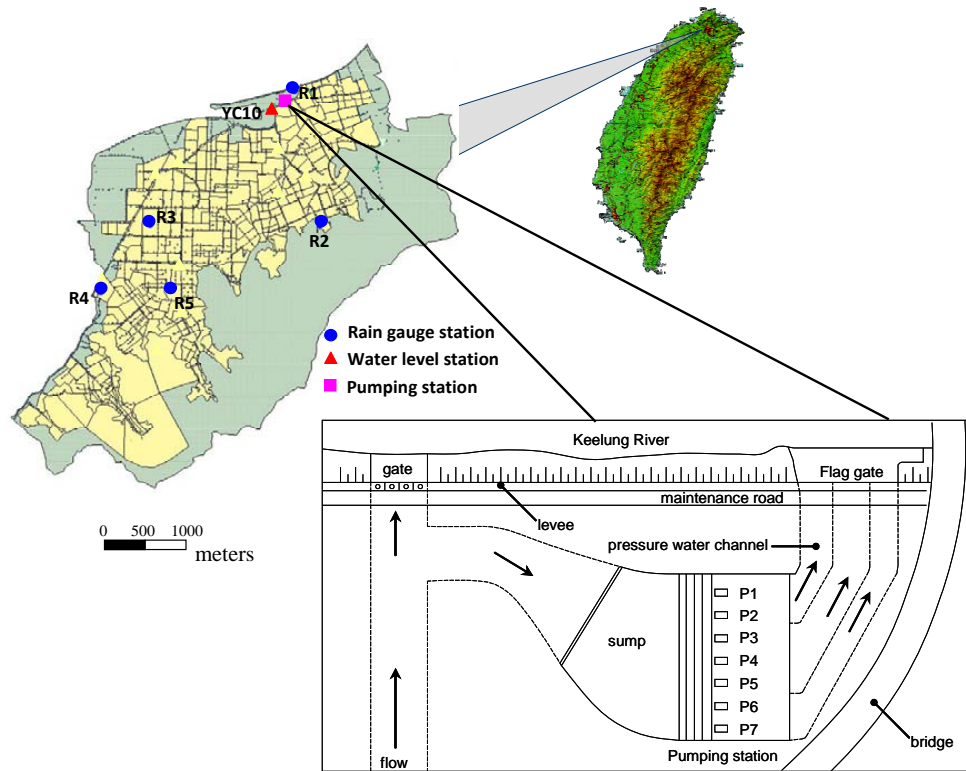 R1
YC10
R3
R2
R4
R5
Rain gauge station
Water level station
Pumping station
0 500 1000
meters
Keelung River
gate
Flag gate
maintenance road
levee
pressure water channel
P1
P2
P3
sump
P4
P5
P6
P7
bridge
Pumping station
flow